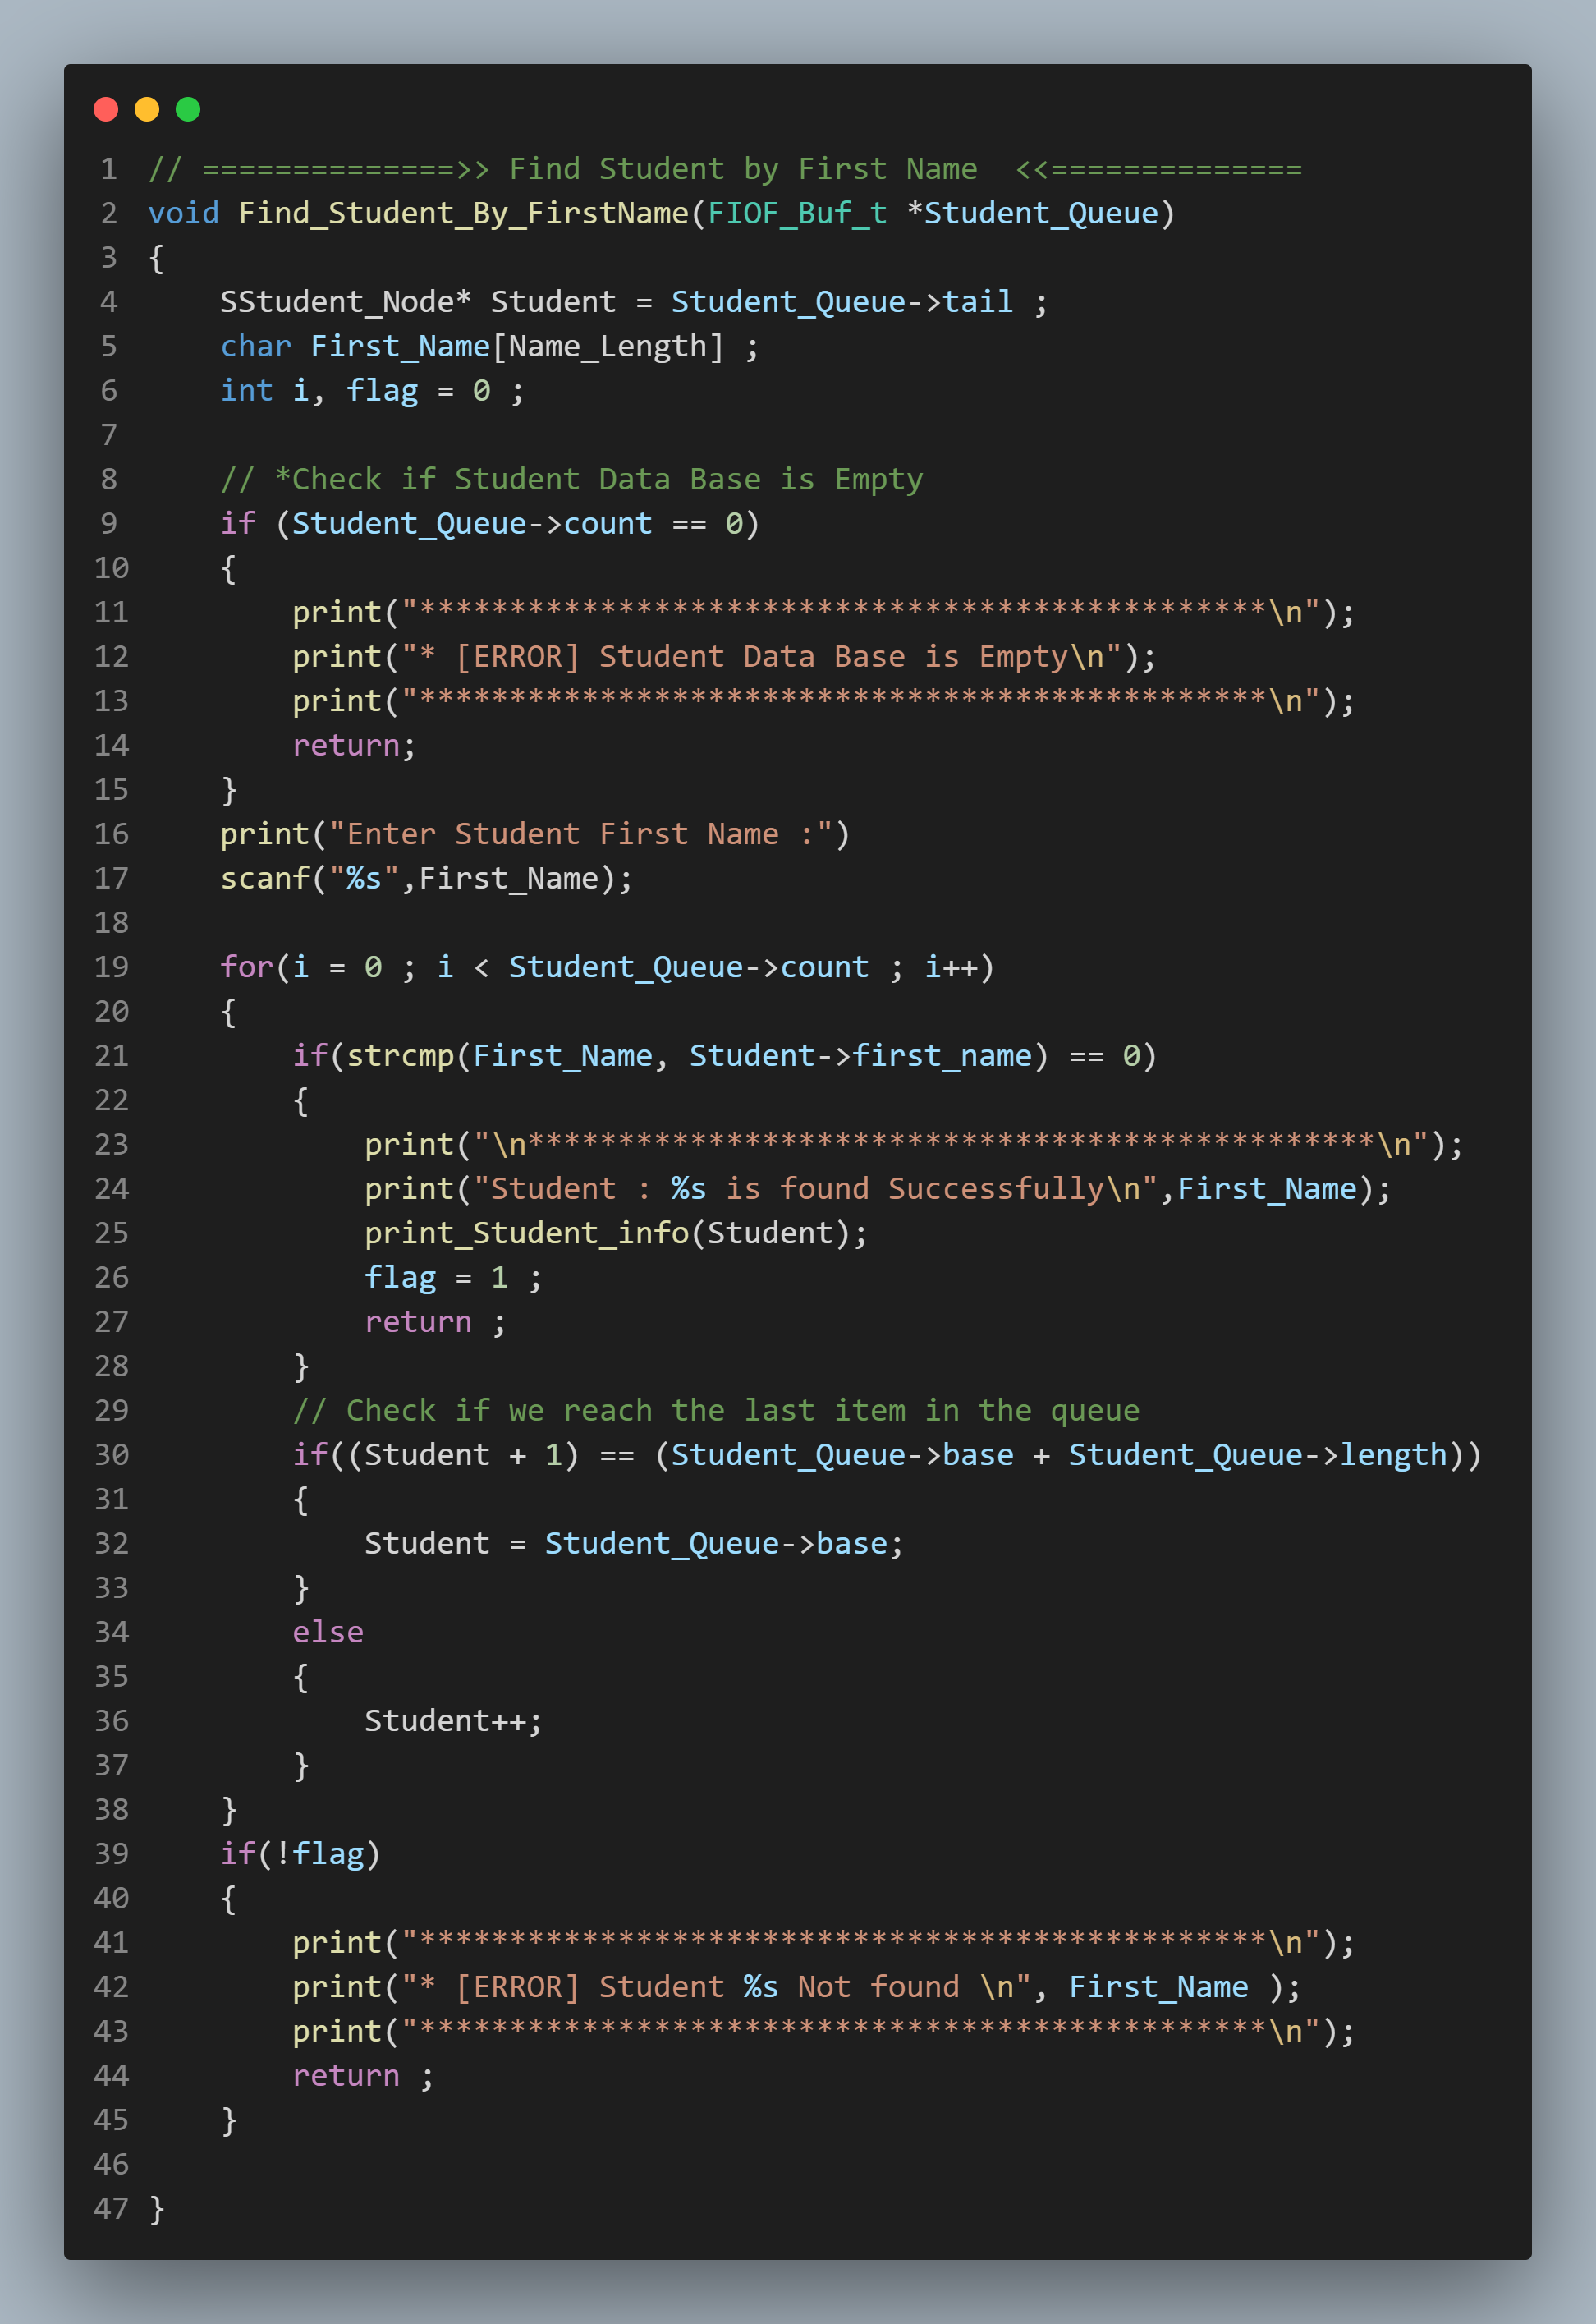 1 // ==============>> Find Student by First Name  <<==============
2 void Find_Student_By_FirstName(FIOF_Buf_t *Student_Queue)
3 {
4     SStudent_Node* Student = Student_Queue->tail ;
5     char First_Name[Name_Length] ;
6     int i, flag = 0 ;
7
8     // *Check if Student Data Base is Empty
9     if (Student_Queue->count == 0)
10     {
11         print("***********************************************\n");
12         print("* [ERROR] Student Data Base is Empty\n");
13         print("***********************************************\n");
14         return;
15     }
16     print("Enter Student First Name :")
17     scanf("%s",First_Name);
18
19     for(i = 0 ; i < Student_Queue->count ; i++)
20     {
21         if(strcmp(First_Name, Student->first_name) == 0)
22         {
23             print("\n***********************************************\n");
24             print("Student : %s is found Successfully\n",First_Name);
25             print_Student_info(Student);
26             flag = 1 ;
27             return ;
28         }
29         // Check if we reach the last item in the queue
30         if((Student + 1) == (Student_Queue->base + Student_Queue->length))
31         {
32             Student = Student_Queue->base;
33         }
34         else
35         {
36             Student++;
37         }
38     }
39     if(!flag)
40     {
41         print("***********************************************\n");
42         print("* [ERROR] Student %s Not found \n", First_Name );
43         print("***********************************************\n");
44         return ;
45     }
46
47 }